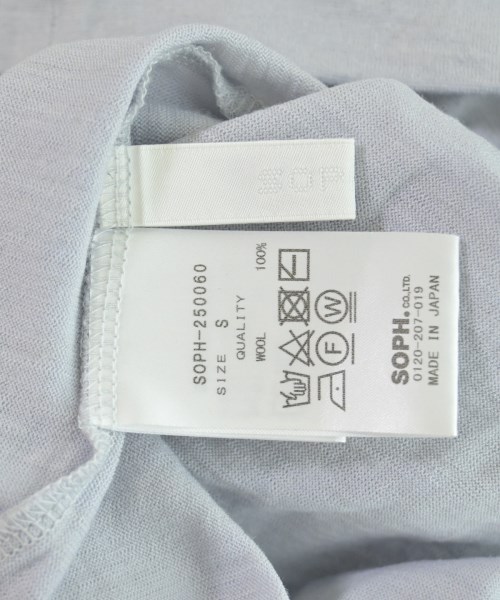 SOPH-250060
SIZE S
QUALITY
WOOL 100%
W
F
SOPH.CO.,LTD.
0120-207-019
MADE IN JAPAN